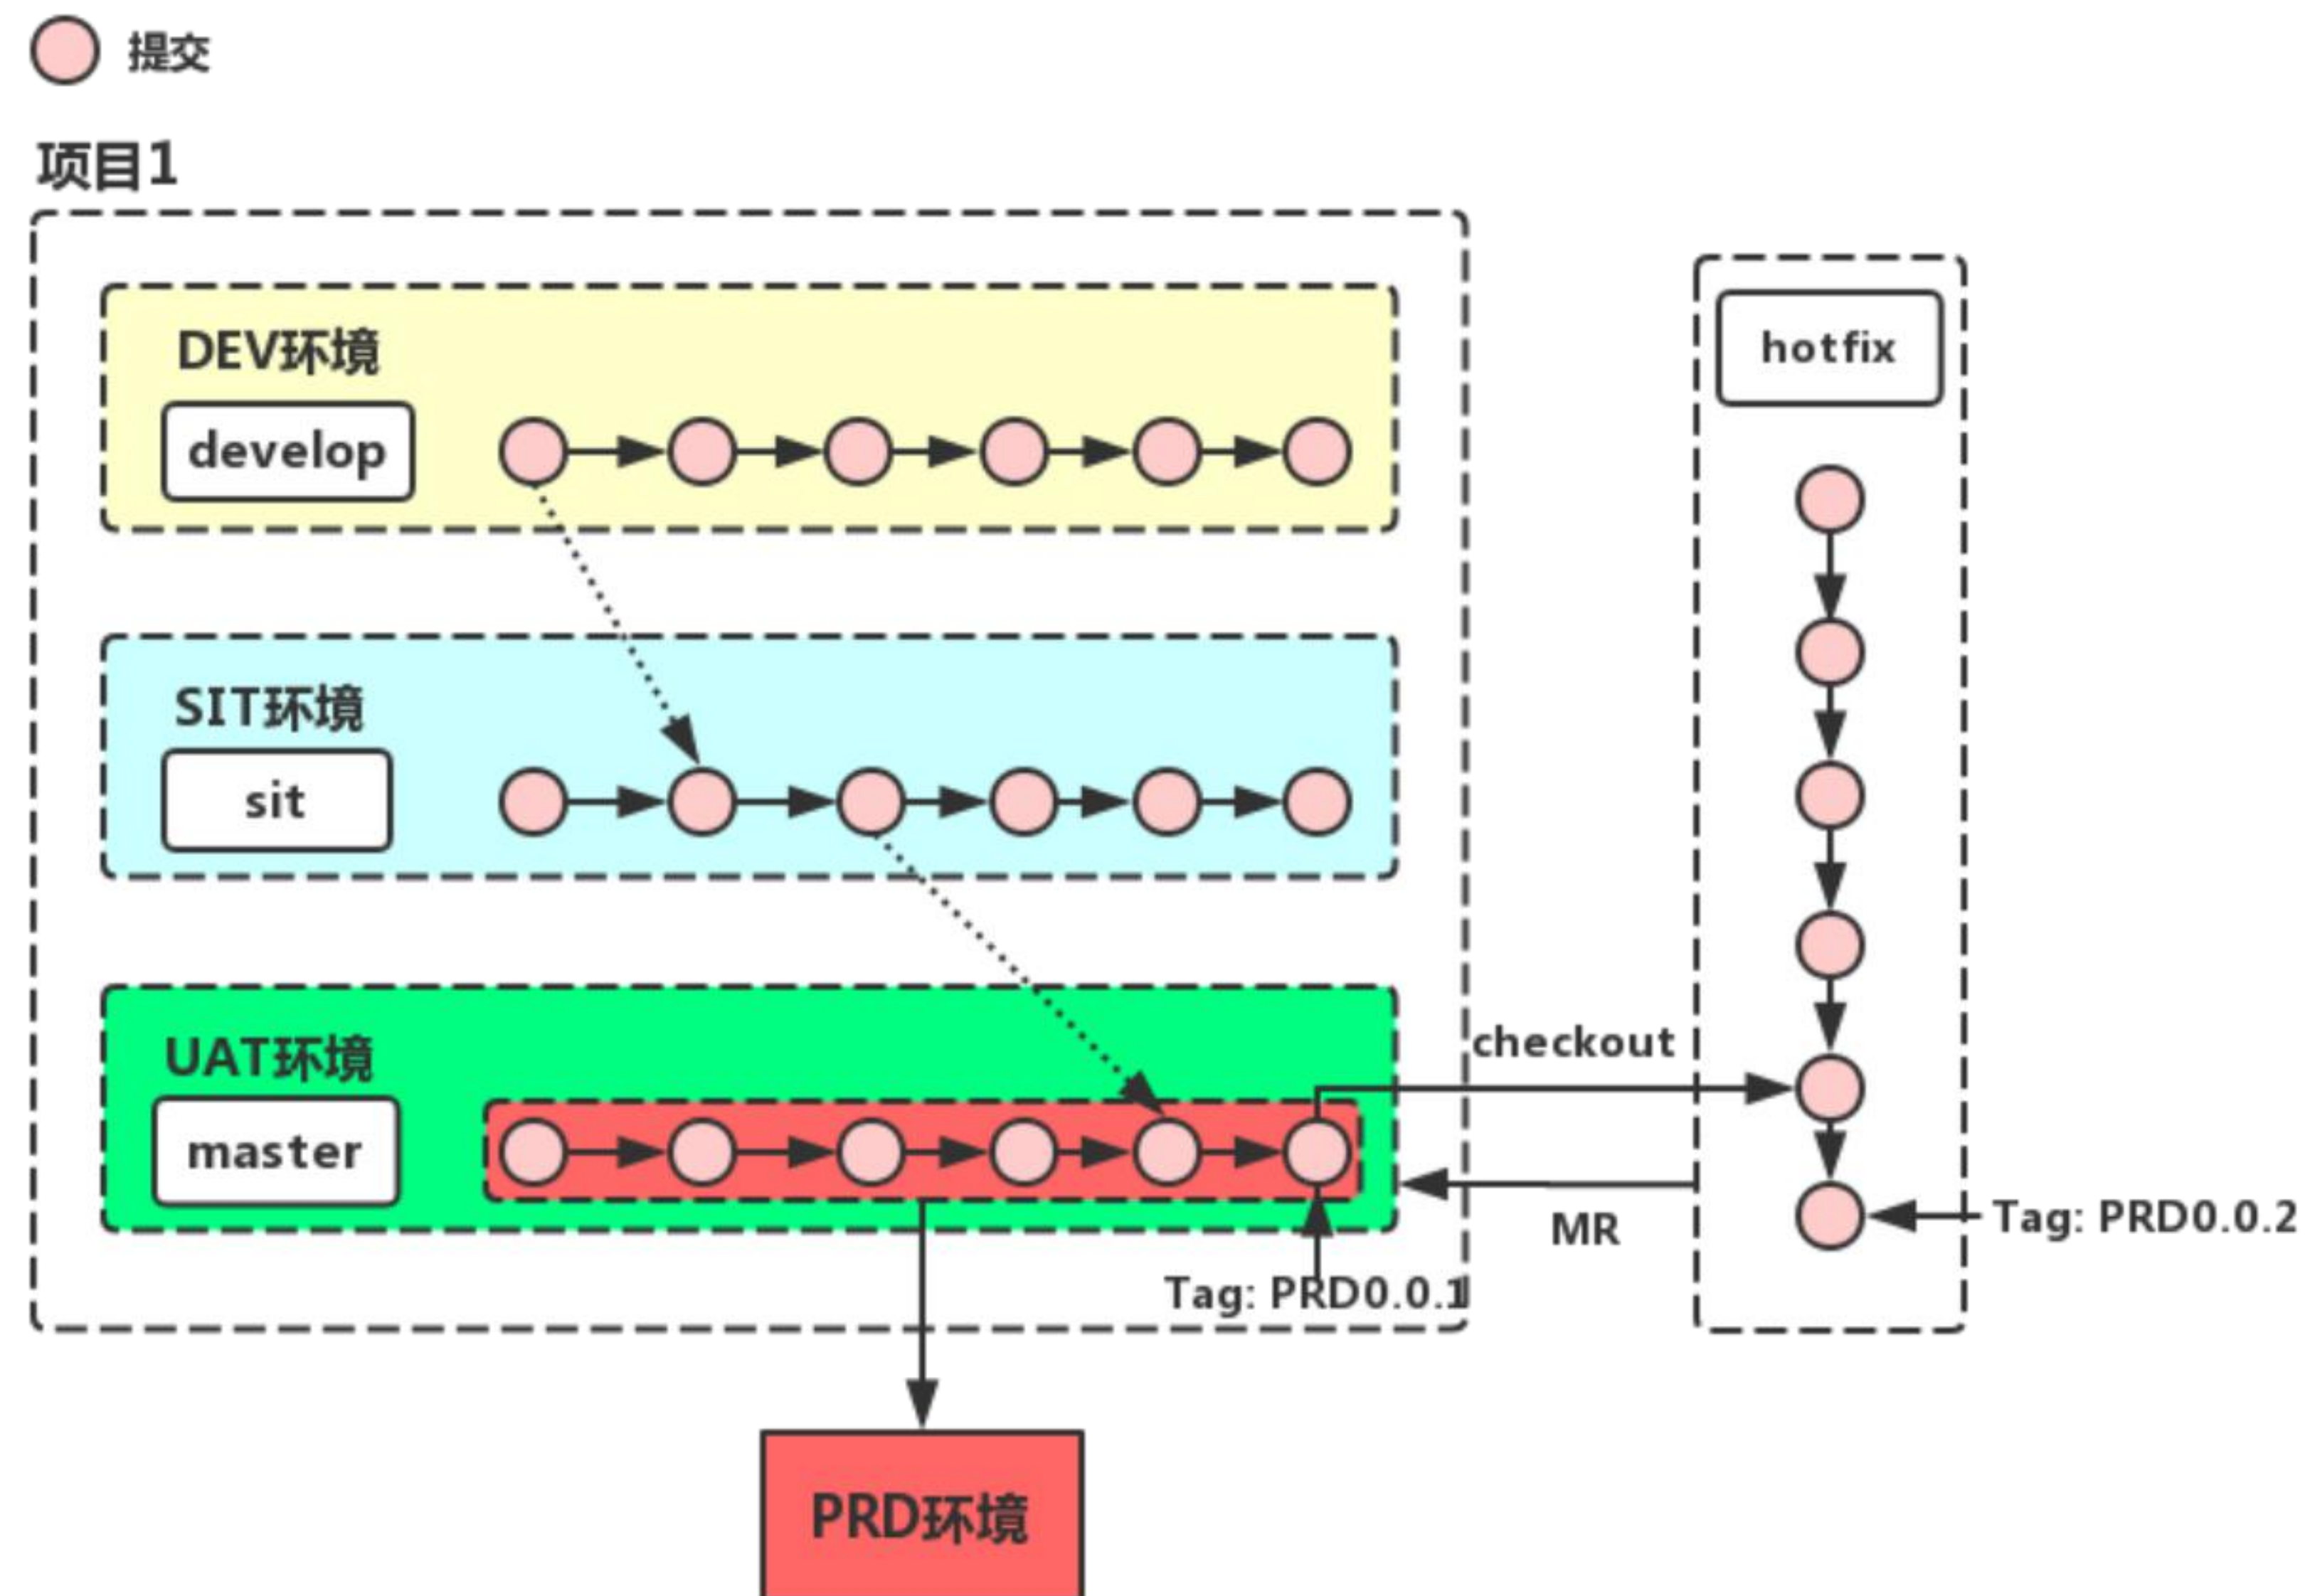 提交
项目1
DEV环境
develop
hotfix
SIT环境
sit
UAT环境
master
checkout
MR
Tag: PRD0.0.1
Tag: PRD0.0.2
PRD环境